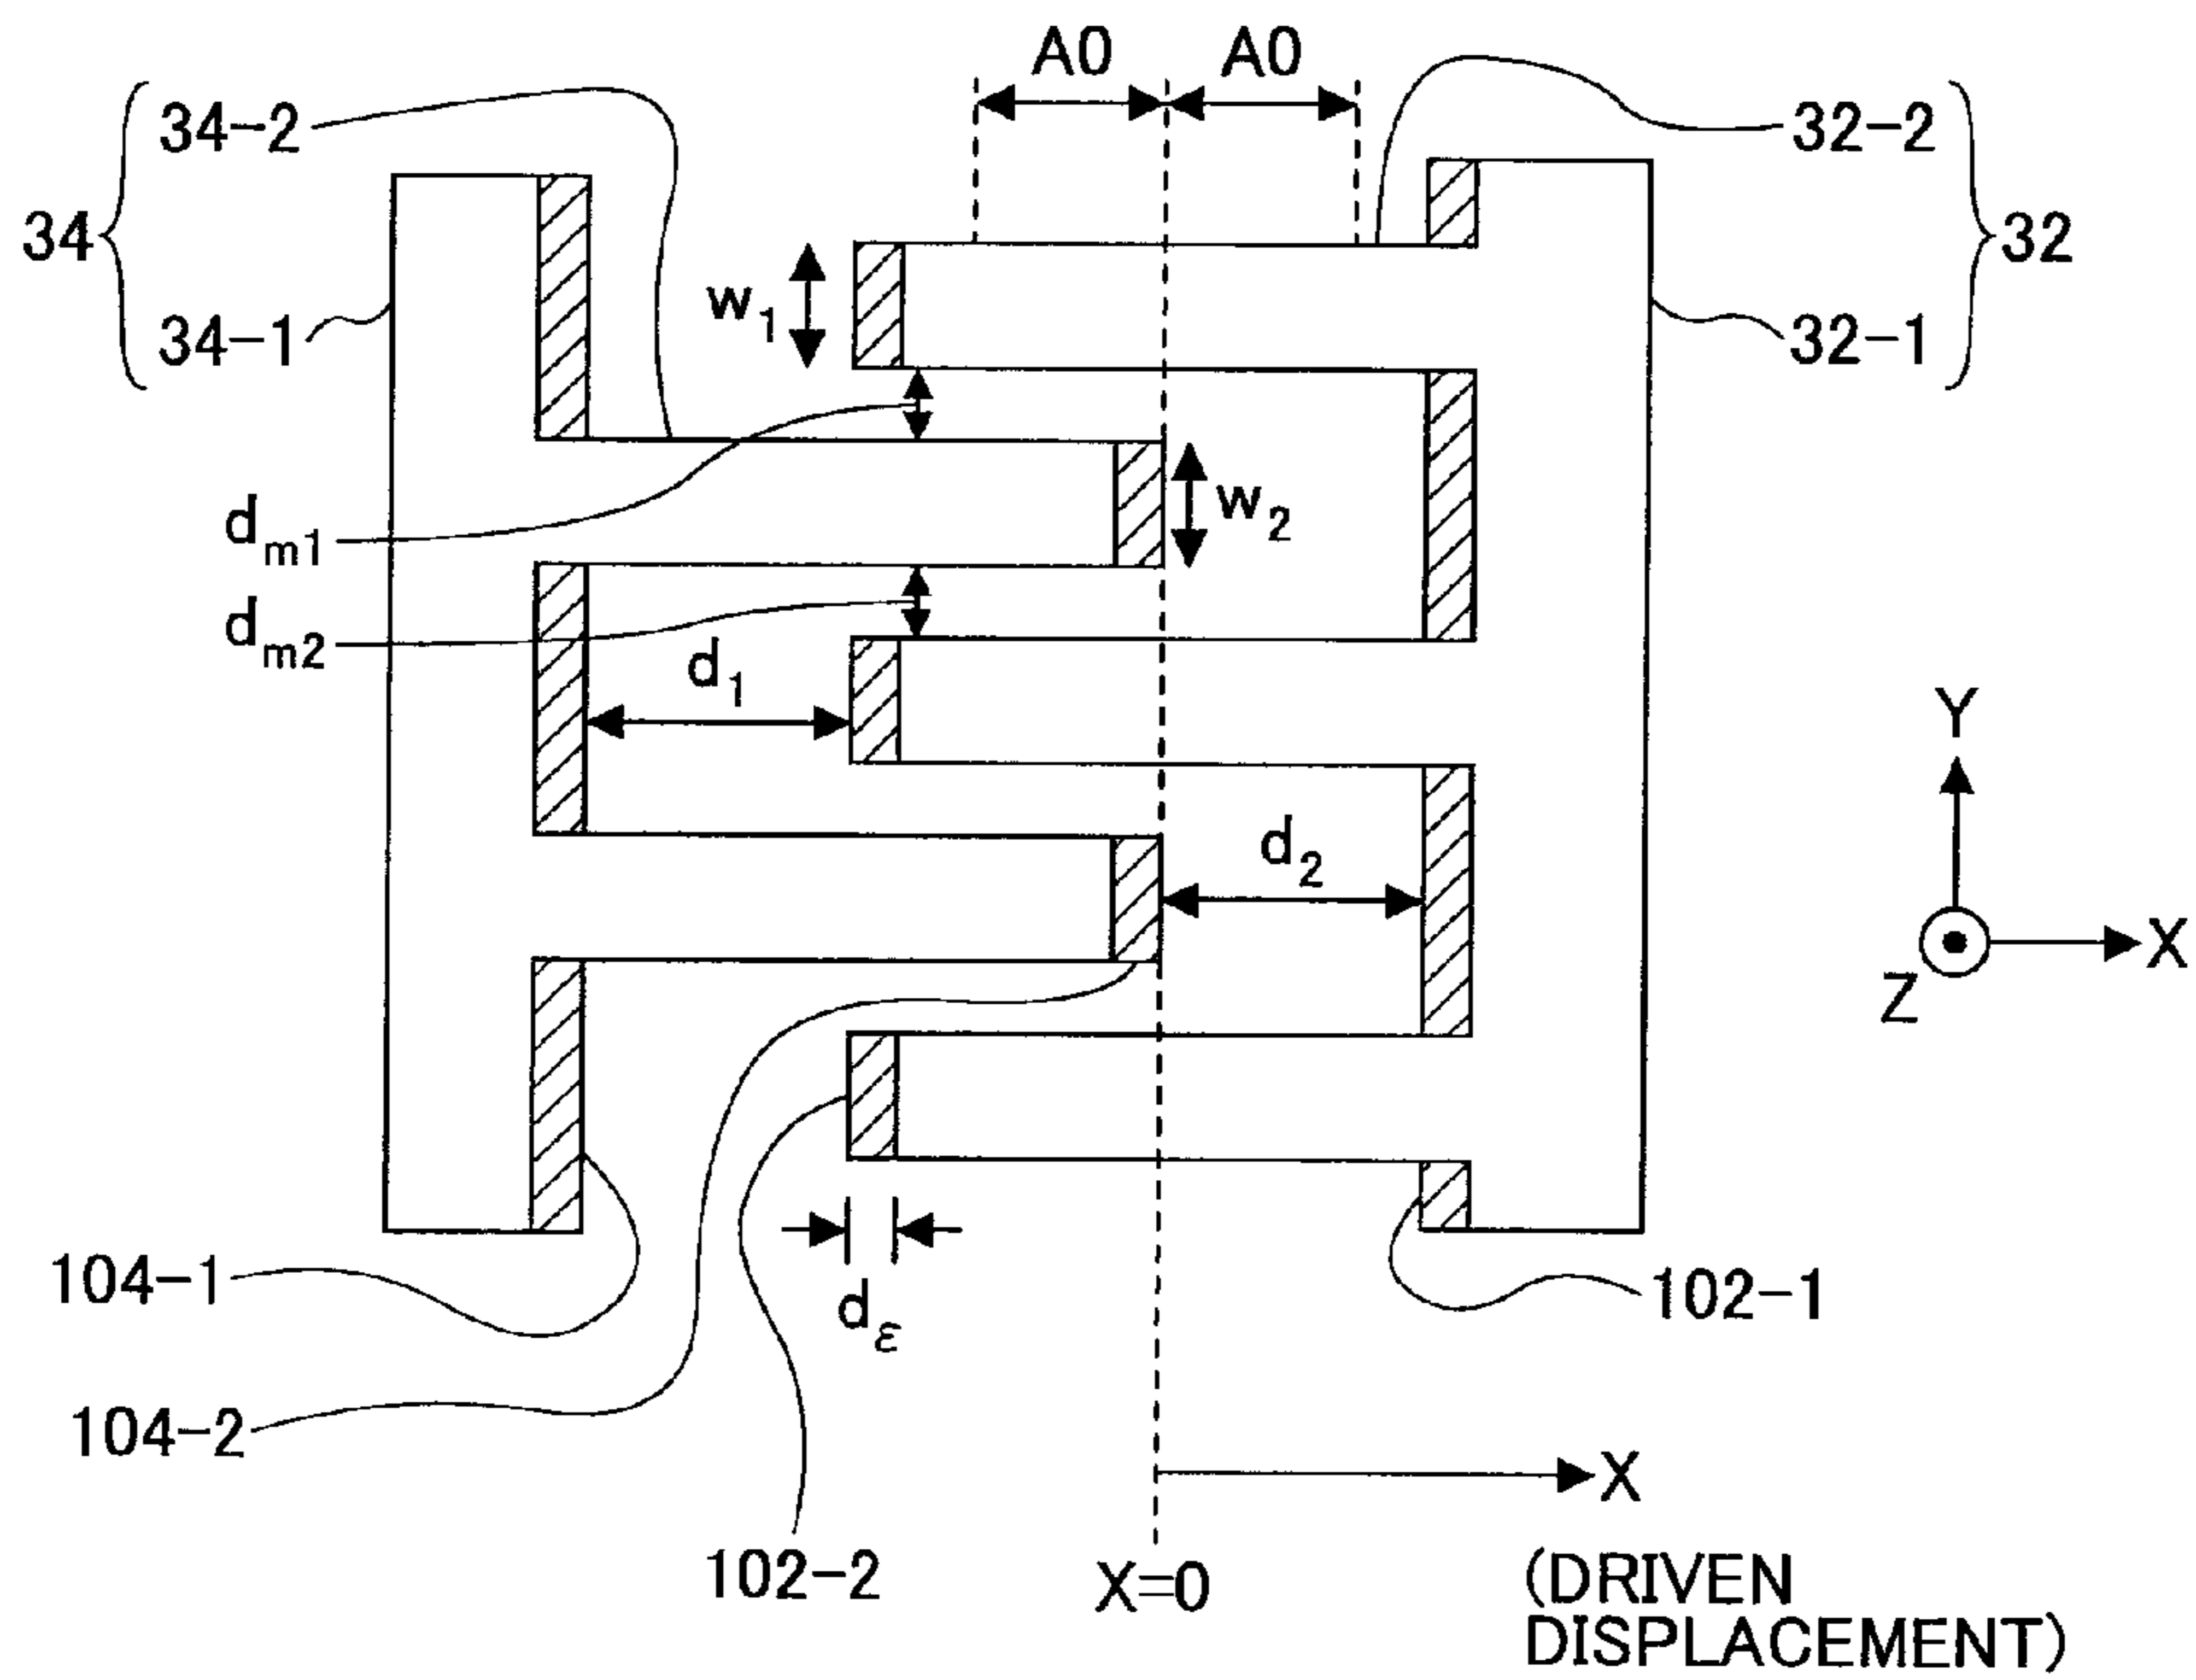 A0 A0
34-2
32-2
34
32
w1
34-1
32-1
dm1
w2
dm2
d1
Y
d2
X
Z
104-1
dε
102-1
104-2
X
102-2
X=0
(DRIVEN
DISPLACEMENT)